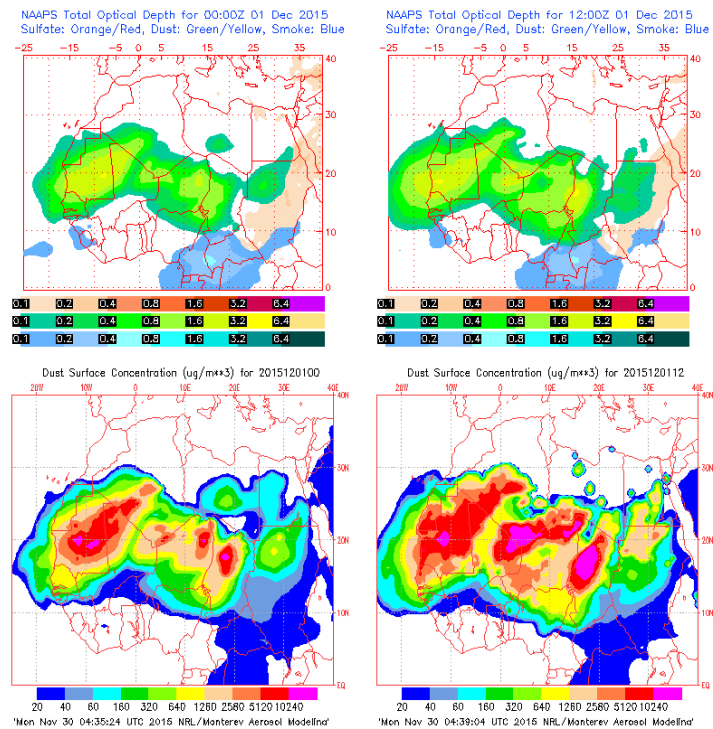 NAAPS Total Optical Depth for 00:00Z 01 Dec 2015
Sulfate: Orange/Red, Dust: Green/Yellow, Smoke: Blue
-25 -15 -5 0 5 15 25 35
40
30
20
10
0
0.1 0.2 0.4 0.8 1.6 3.2 6.4
0.1 0.2 0.4 0.8 1.6 3.2 6.4
0.1 0.2 0.4 0.8 1.6 3.2 6.4
NAAPS Total Optical Depth for 12:00Z 01 Dec 2015
Sulfate: Orange/Red, Dust: Green/Yellow, Smoke: Blue
-25 -15 -5 0 5 15 25 35
40
30
20
10
0
0.1 0.2 0.4 0.8 1.6 3.2 6.4
0.1 0.2 0.4 0.8 1.6 3.2 6.4
0.1 0.2 0.4 0.8 1.6 3.2 6.4
Dust Surface Concentration (ug/m**3) for 2015120100
20W 10W 0 10E 20E 30E 40E
40N
30N
20N
10N
EQ
20 40 60 160 320 640 1280 2580 5120 10240
'Mon Nov 30 04:35:24 UTC 2015 NRL/Monterey Aerosol Modeling'
Dust Surface Concentration (ug/m**3) for 2015120112
20W 10W 0 10E 20E 30E 40E
40N
30N
20N
10N
EQ
20 40 60 160 320 640 1280 2580 5120 10240
'Mon Nov 30 04:39:04 UTC 2015 NRL/Monterey Aerosol Modeling'